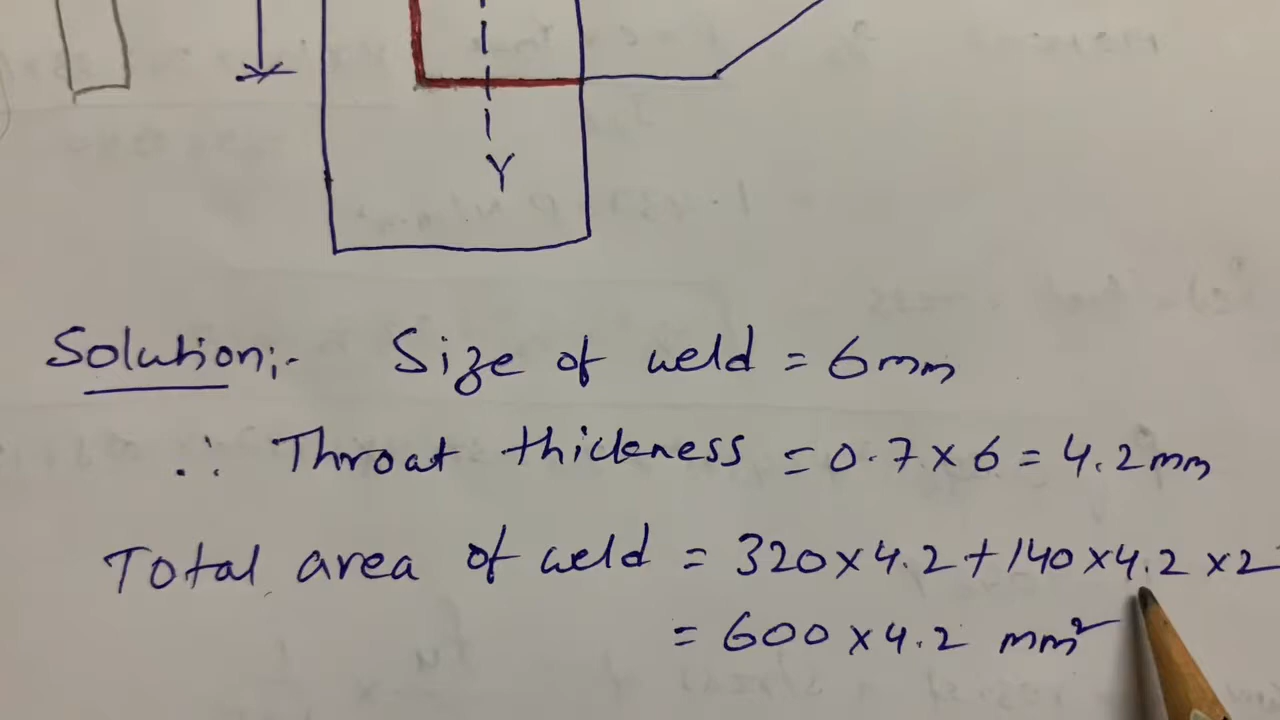 Y
Solution:- Size of weld = 6mm
∴ Throat thickness = 0.7 × 6 = 4.2mm
Total area of weld = 320 × 4.2 + 140 × 4.2 × 2
= 600 × 4.2 mm²